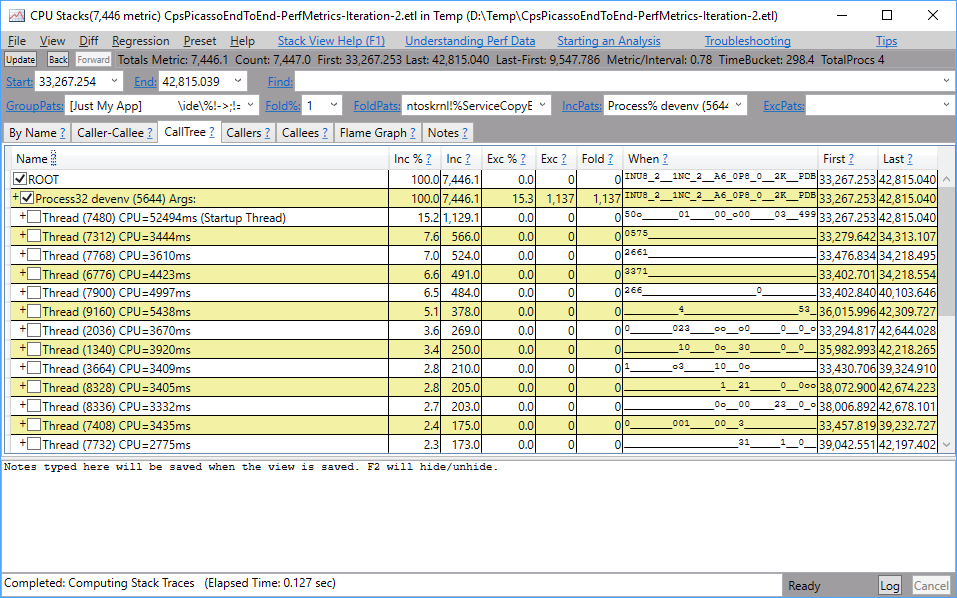 CPU Stacks(7,446 metric) CpsPicassoEndToEnd-PerfMetrics-Iteration-2.etl in Temp (D:\Temp\CpsPicassoEndToEnd-PerfMetrics-Iteration-2.etl)
File View Diff Regression Preset Help Stack View Help (F1) Understanding Perf Data Starting an Analysis Troubleshooting Tips
Update Back Forward Totals Metric: 7,446.1 Count: 7,447.0 First: 33,267.253 Last: 42,815.040 Last-First: 9,547.786 Metric/Interval: 0.78 TimeBucket: 298.4 TotalProcs 4
Start: 33,267.254 End: 42,815.039 Find:
GroupPats: [Just My App] \ide\%!->;!= Fold%: 1 FoldPats: ntoskrnl!%ServiceCopyE IncPats: Process% devenv (5644 ExcPats:
By Name ? Caller-Callee ? CallTree ? Callers ? Callees ? Flame Graph ? Notes ?
Name ? Inc % ? Inc ? Exc % ? Exc ? Fold ? When ? First ? Last ?
ROOT 100.0 7,446.1 0.0 0 0 INU8_2__1NC_2__A6_0P8_0__2K__PDB 33,267.253 42,815.040
+ Process32 devenv (5644) Args: 100.0 7,446.1 15.3 1,137 1,137 INU8_2__1NC_2__A6_0P8_0__2K__PDB 33,267.253 42,815.040
+ Thread (7480) CPU=52494ms (Startup Thread) 15.2 1,129.1 0.0 0 0 50o______01____00_o00____03__499 33,267.253 42,815.040
+ Thread (7312) CPU=3444ms 7.6 566.0 0.0 0 0 0575____________________________ 33,279.642 34,313.107
+ Thread (7768) CPU=3610ms 7.0 524.0 0.0 0 0 2661____________________________ 33,476.834 34,218.495
+ Thread (6776) CPU=4423ms 6.6 491.0 0.0 0 0 3371____________________________ 33,402.701 34,218.554
+ Thread (7900) CPU=4997ms 6.5 484.0 0.0 0 0 266______________________0______ 33,402.840 40,103.646
+ Thread (9160) CPU=5438ms 5.1 378.0 0.0 0 0 _________4___________________53_ 36,015.996 42,309.727
+ Thread (2036) CPU=3670ms 3.6 269.0 0.0 0 0 0_______023____oo__o0_____0__0_o 33,294.817 42,644.028
+ Thread (1340) CPU=3920ms 3.4 250.0 0.0 0 0 _________10____0o__30_____0__0__ 35,982.993 42,218.265
+ Thread (3664) CPU=3409ms 2.8 210.0 0.0 0 0 1_______o3_____10__0o___________ 33,430.706 39,324.910
+ Thread (8328) CPU=3405ms 2.8 205.0 0.0 0 0 ________________1__21_____0__0oo 38,072.900 42,674.223
+ Thread (8336) CPU=3332ms 2.7 203.0 0.0 0 0 _______________0o__00____23__0_o 38,006.892 42,678.101
+ Thread (7408) CPU=3435ms 2.4 175.0 0.0 0 0 0_______001____00__3____________ 33,457.819 39,232.727
+ Thread (7732) CPU=2775ms 2.3 173.0 0.0 0 0 ___________________31_____1__0__ 39,042.551 42,197.402
Notes typed here will be saved when the view is saved. F2 will hide/unhide.
Completed: Computing Stack Traces (Elapsed Time: 0.127 sec) Ready Log Cancel